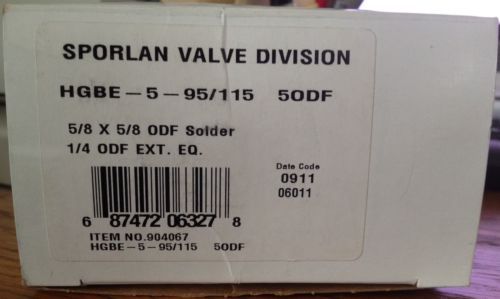 SPORLAN VALVE DIVISION
HGBE-5-95/115 5ODF
5/8 X 5/8 ODF Solder
1/4 ODF EXT. EQ.
Date Code
0911
06011
6 87472 06327 8
ITEM NO.904067
HGBE-5-95/115 5ODF